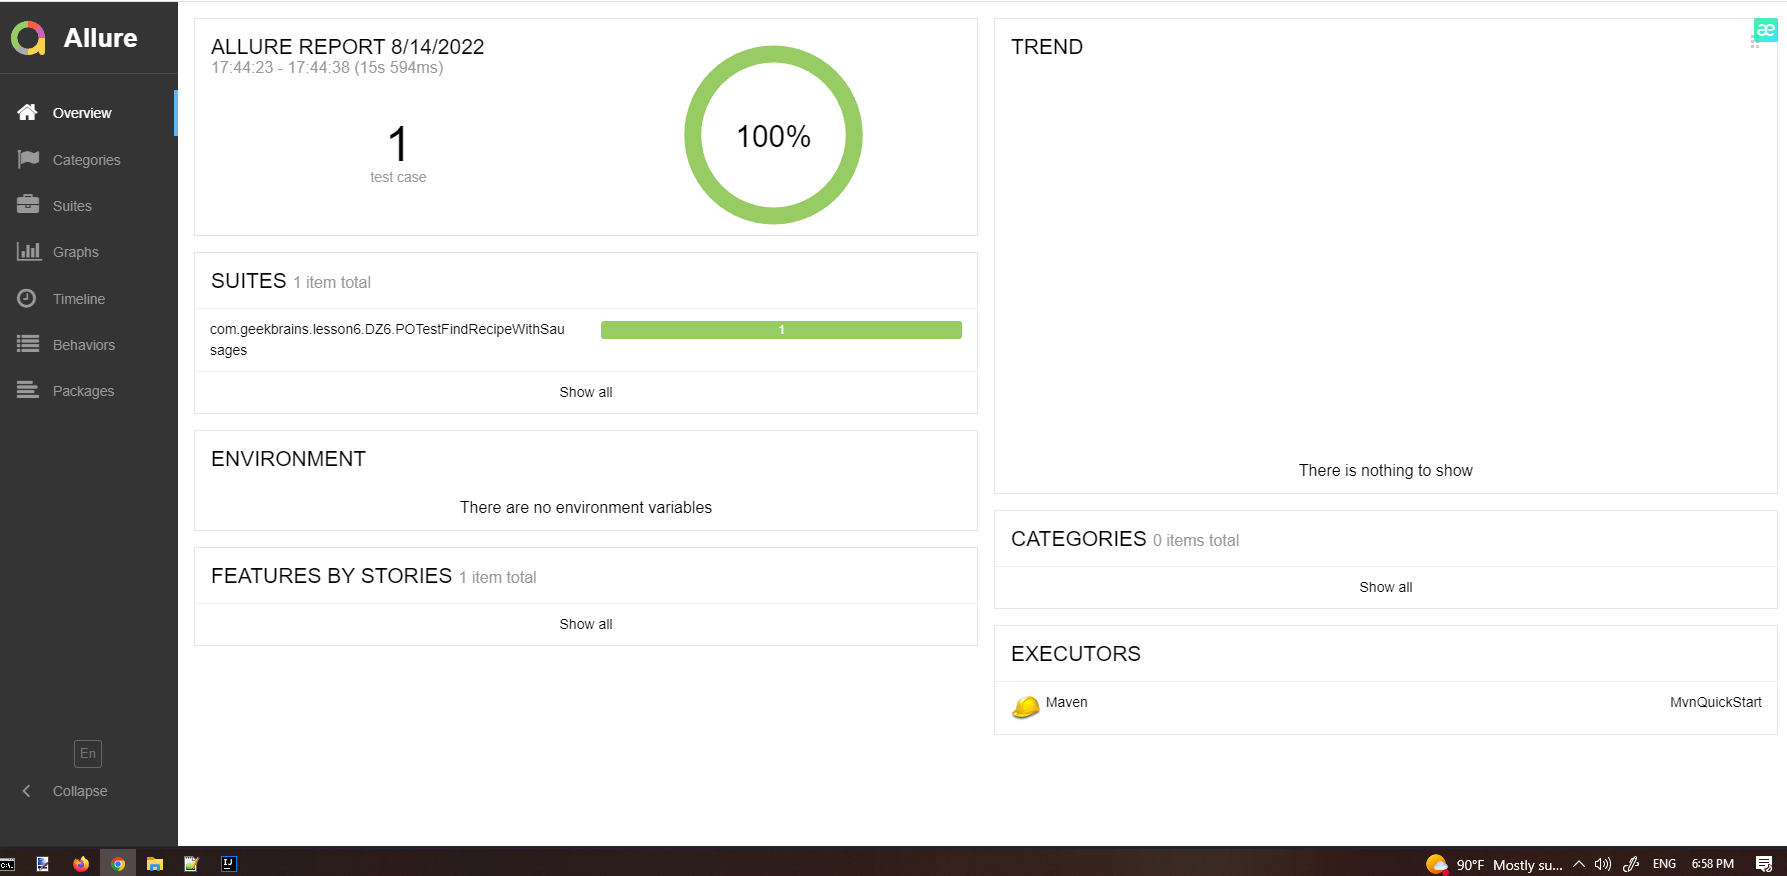 Allure
Overview
Categories
Suites
Graphs
Timeline
Behaviors
Packages
En
Collapse
ALLURE REPORT 8/14/2022
17:44:23 - 17:44:38 (15s 594ms)
1
test case
100%
SUITES 1 item total
com.geekbrains.lesson6.DZ6.POTestFindRecipeWithSau
sages
1
Show all
ENVIRONMENT
There are no environment variables
FEATURES BY STORIES 1 item total
Show all
TREND
æ
There is nothing to show
CATEGORIES 0 items total
Show all
EXECUTORS
Maven
MvnQuickStart
C:\.
IJ
90°F Mostly su...
ENG
6:58 PM